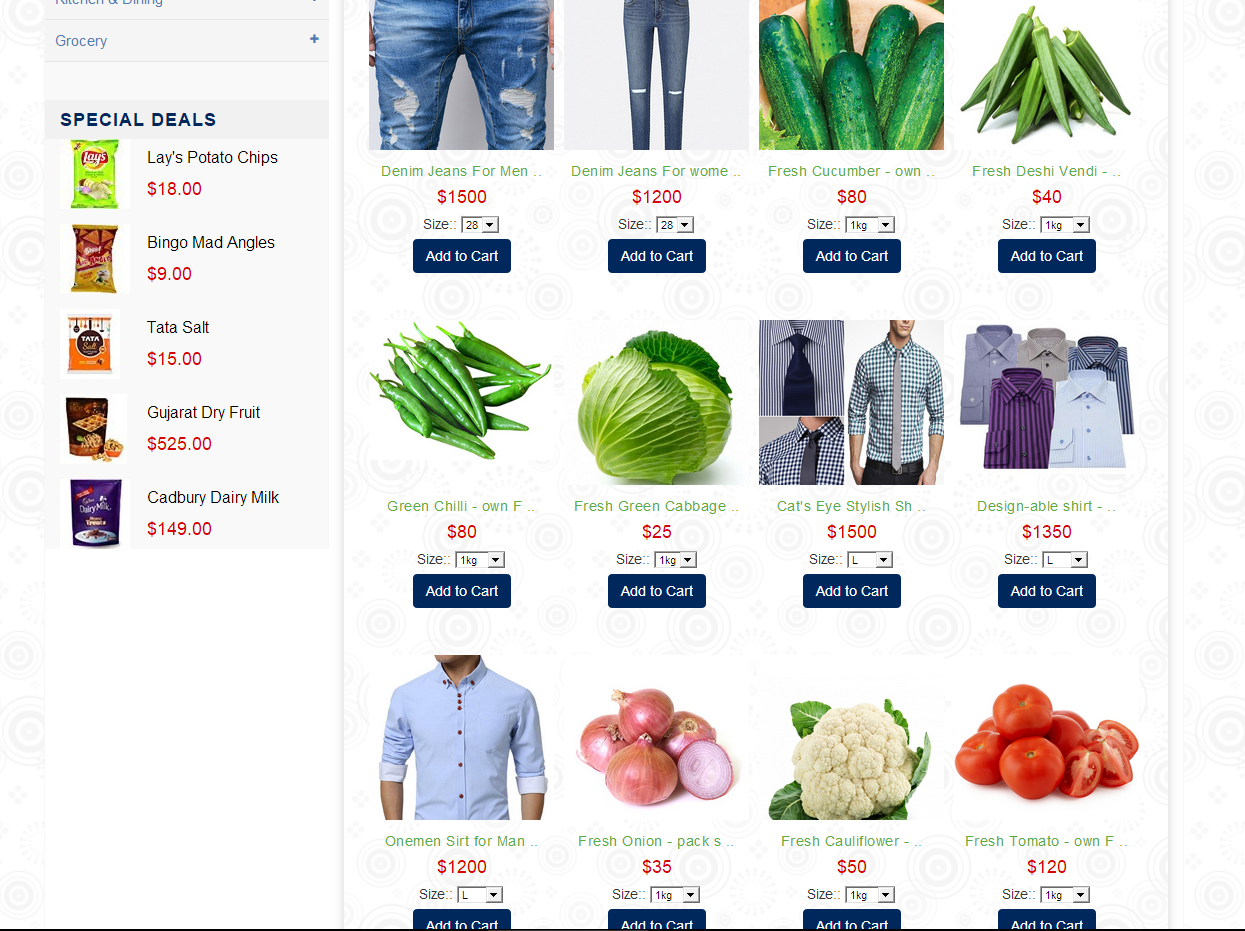 Kitchen & Dining
Grocery +
SPECIAL DEALS
Lay's
Lay's Potato Chips
$18.00
Bingo Mad Angles
$9.00
TATA
Salt
Tata Salt
$15.00
Gujarat Dry Fruit
$525.00
Dairy Milk
Cadbury Dairy Milk
$149.00
Denim Jeans For Men ..
$1500
Size:: 28
Add to Cart
Denim Jeans For wome ..
$1200
Size:: 28
Add to Cart
Fresh Cucumber - own ..
$80
Size:: 1kg
Add to Cart
Fresh Deshi Vendi - ..
$40
Size:: 1kg
Add to Cart
Green Chilli - own F ..
$80
Size:: 1kg
Add to Cart
Fresh Green Cabbage ..
$25
Size:: 1kg
Add to Cart
Cat's Eye Stylish Sh ..
$1500
Size:: L
Add to Cart
Design-able shirt - ..
$1350
Size:: L
Add to Cart
Onemen Sirt for Man ..
$1200
Size:: L
Add to Cart
Fresh Onion - pack s ..
$35
Size:: 1kg
Add to Cart
Fresh Cauliflower - ..
$50
Size:: 1kg
Add to Cart
Fresh Tomato - own F ..
$120
Size:: 1kg
Add to Cart